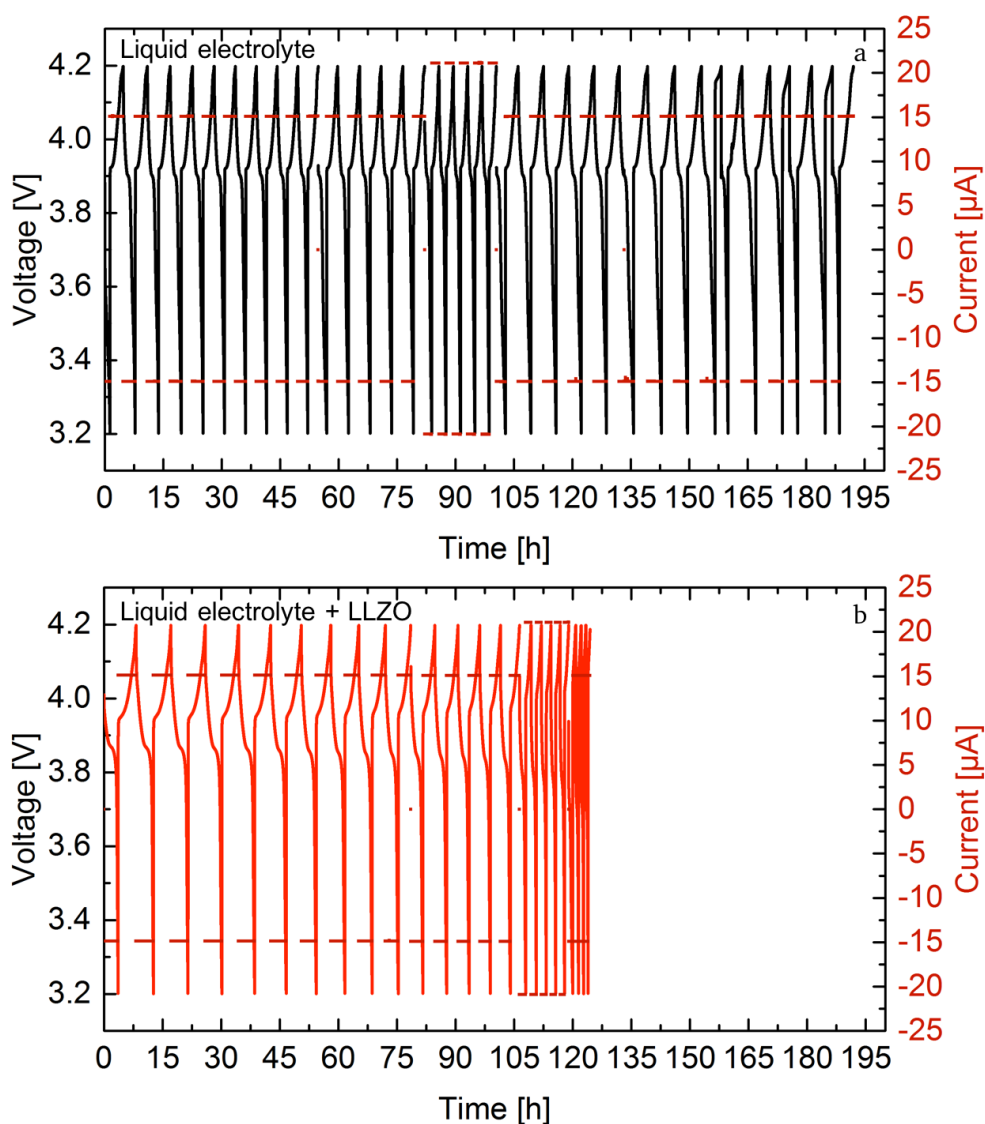 Liquid electrolyte
a
4.2
4.0
3.8
3.6
3.4
3.2
Voltage [V]
25
20
15
10
5
0
-5
-10
-15
-20
-25
Current [µA]
0 15 30 45 60 75 90 105 120 135 150 165 180 195
Time [h]
Liquid electrolyte + LLZO
b
4.2
4.0
3.8
3.6
3.4
3.2
Voltage [V]
25
20
15
10
5
0
-5
-10
-15
-20
-25
Current [µA]
0 15 30 45 60 75 90 105 120 135 150 165 180 195
Time [h]